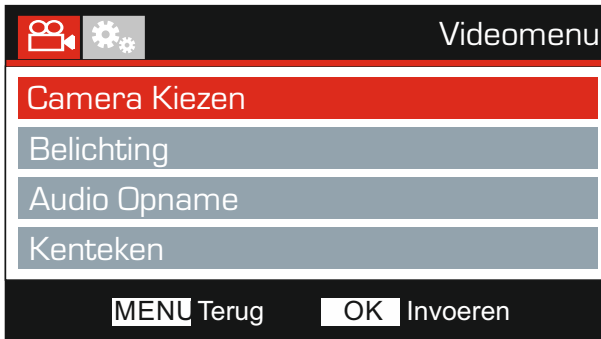 Videomenu
Camera Kiezen
Belichting
Audio Opname
Kenteken
MENU Terug OK Invoeren